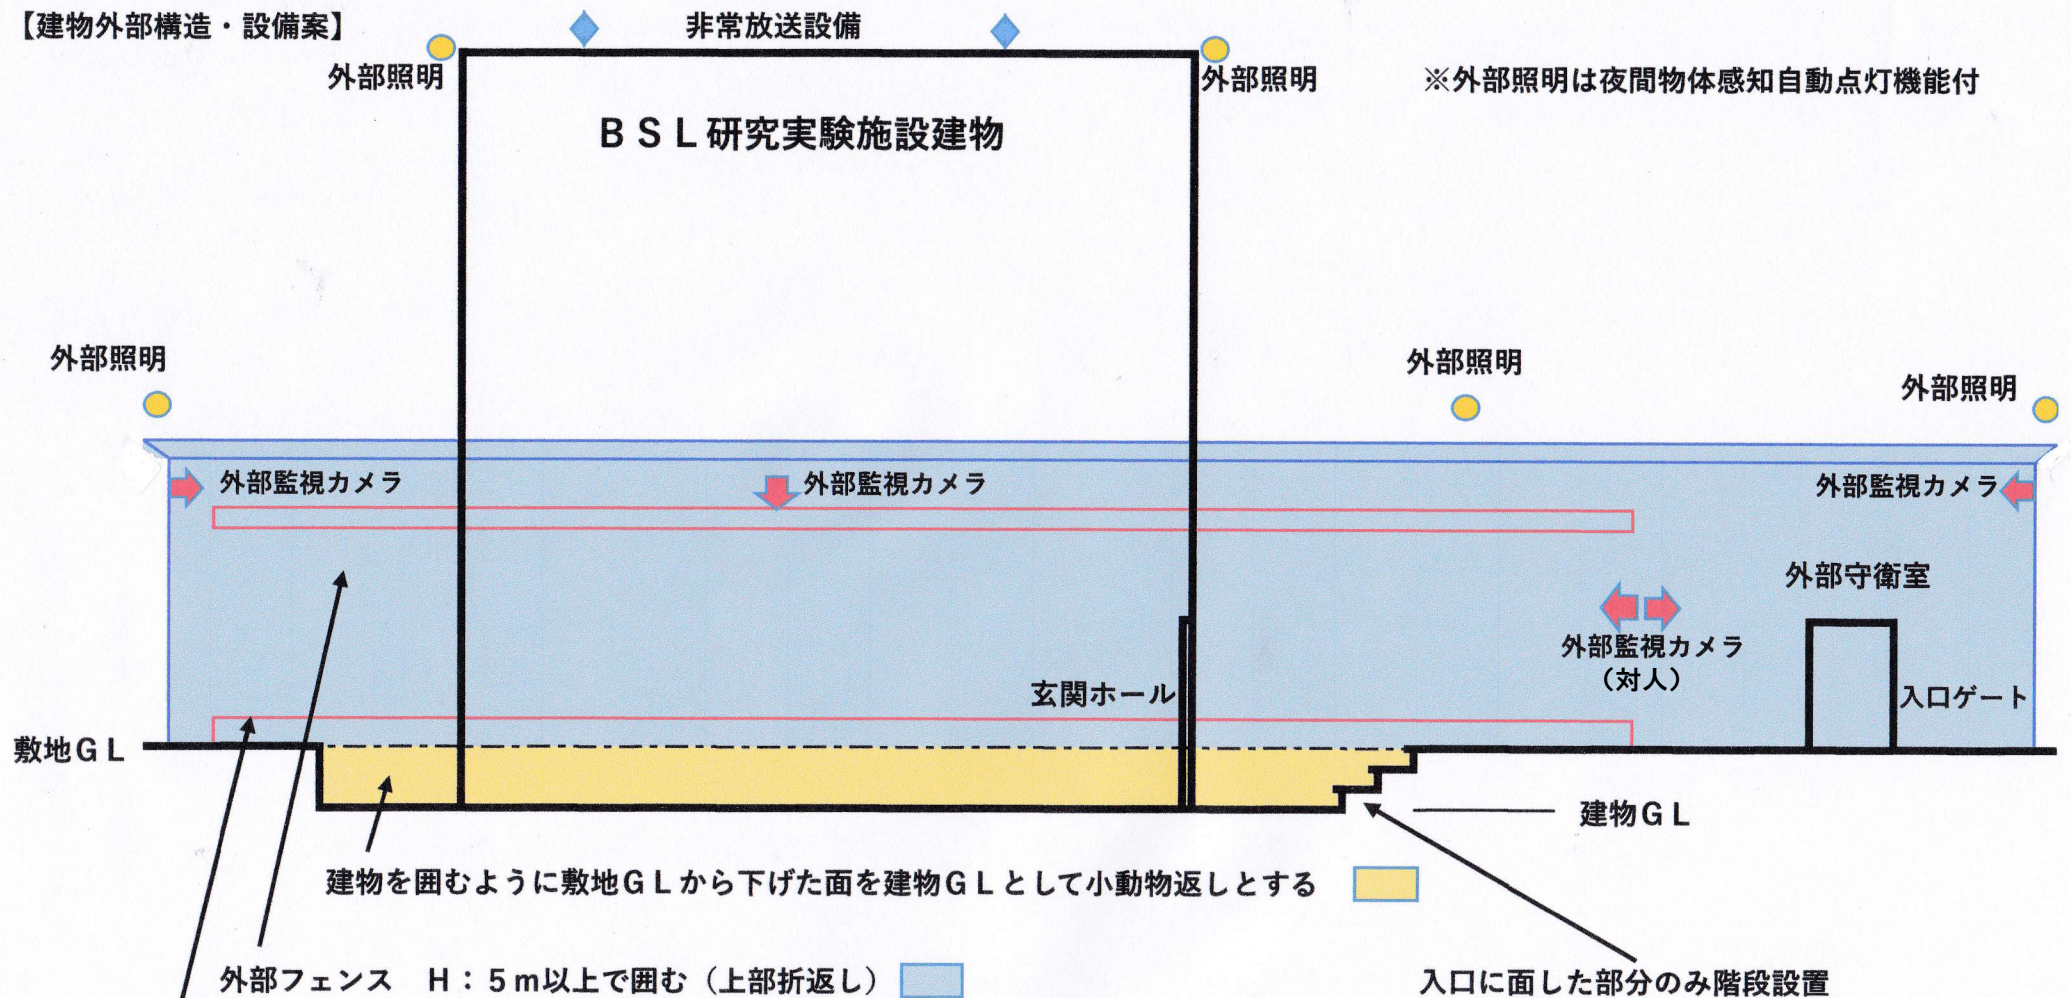 【建物外部構造・設備案】
非常放送設備
外部照明
外部照明
※外部照明は夜間物体感知自動点灯機能付
ＢＳＬ研究実験施設建物
外部照明
外部照明
外部照明
外部監視カメラ
外部監視カメラ
外部監視カメラ
外部守衛室
外部監視カメラ
（対人）
玄関ホール
入口ゲート
敷地ＧＬ
建物ＧＬ
建物を囲むように敷地ＧＬから下げた面を建物ＧＬとして小動物返しとする
外部フェンス　Ｈ：５ｍ以上で囲む（上部折返し）
入口に面した部分のみ階段設置